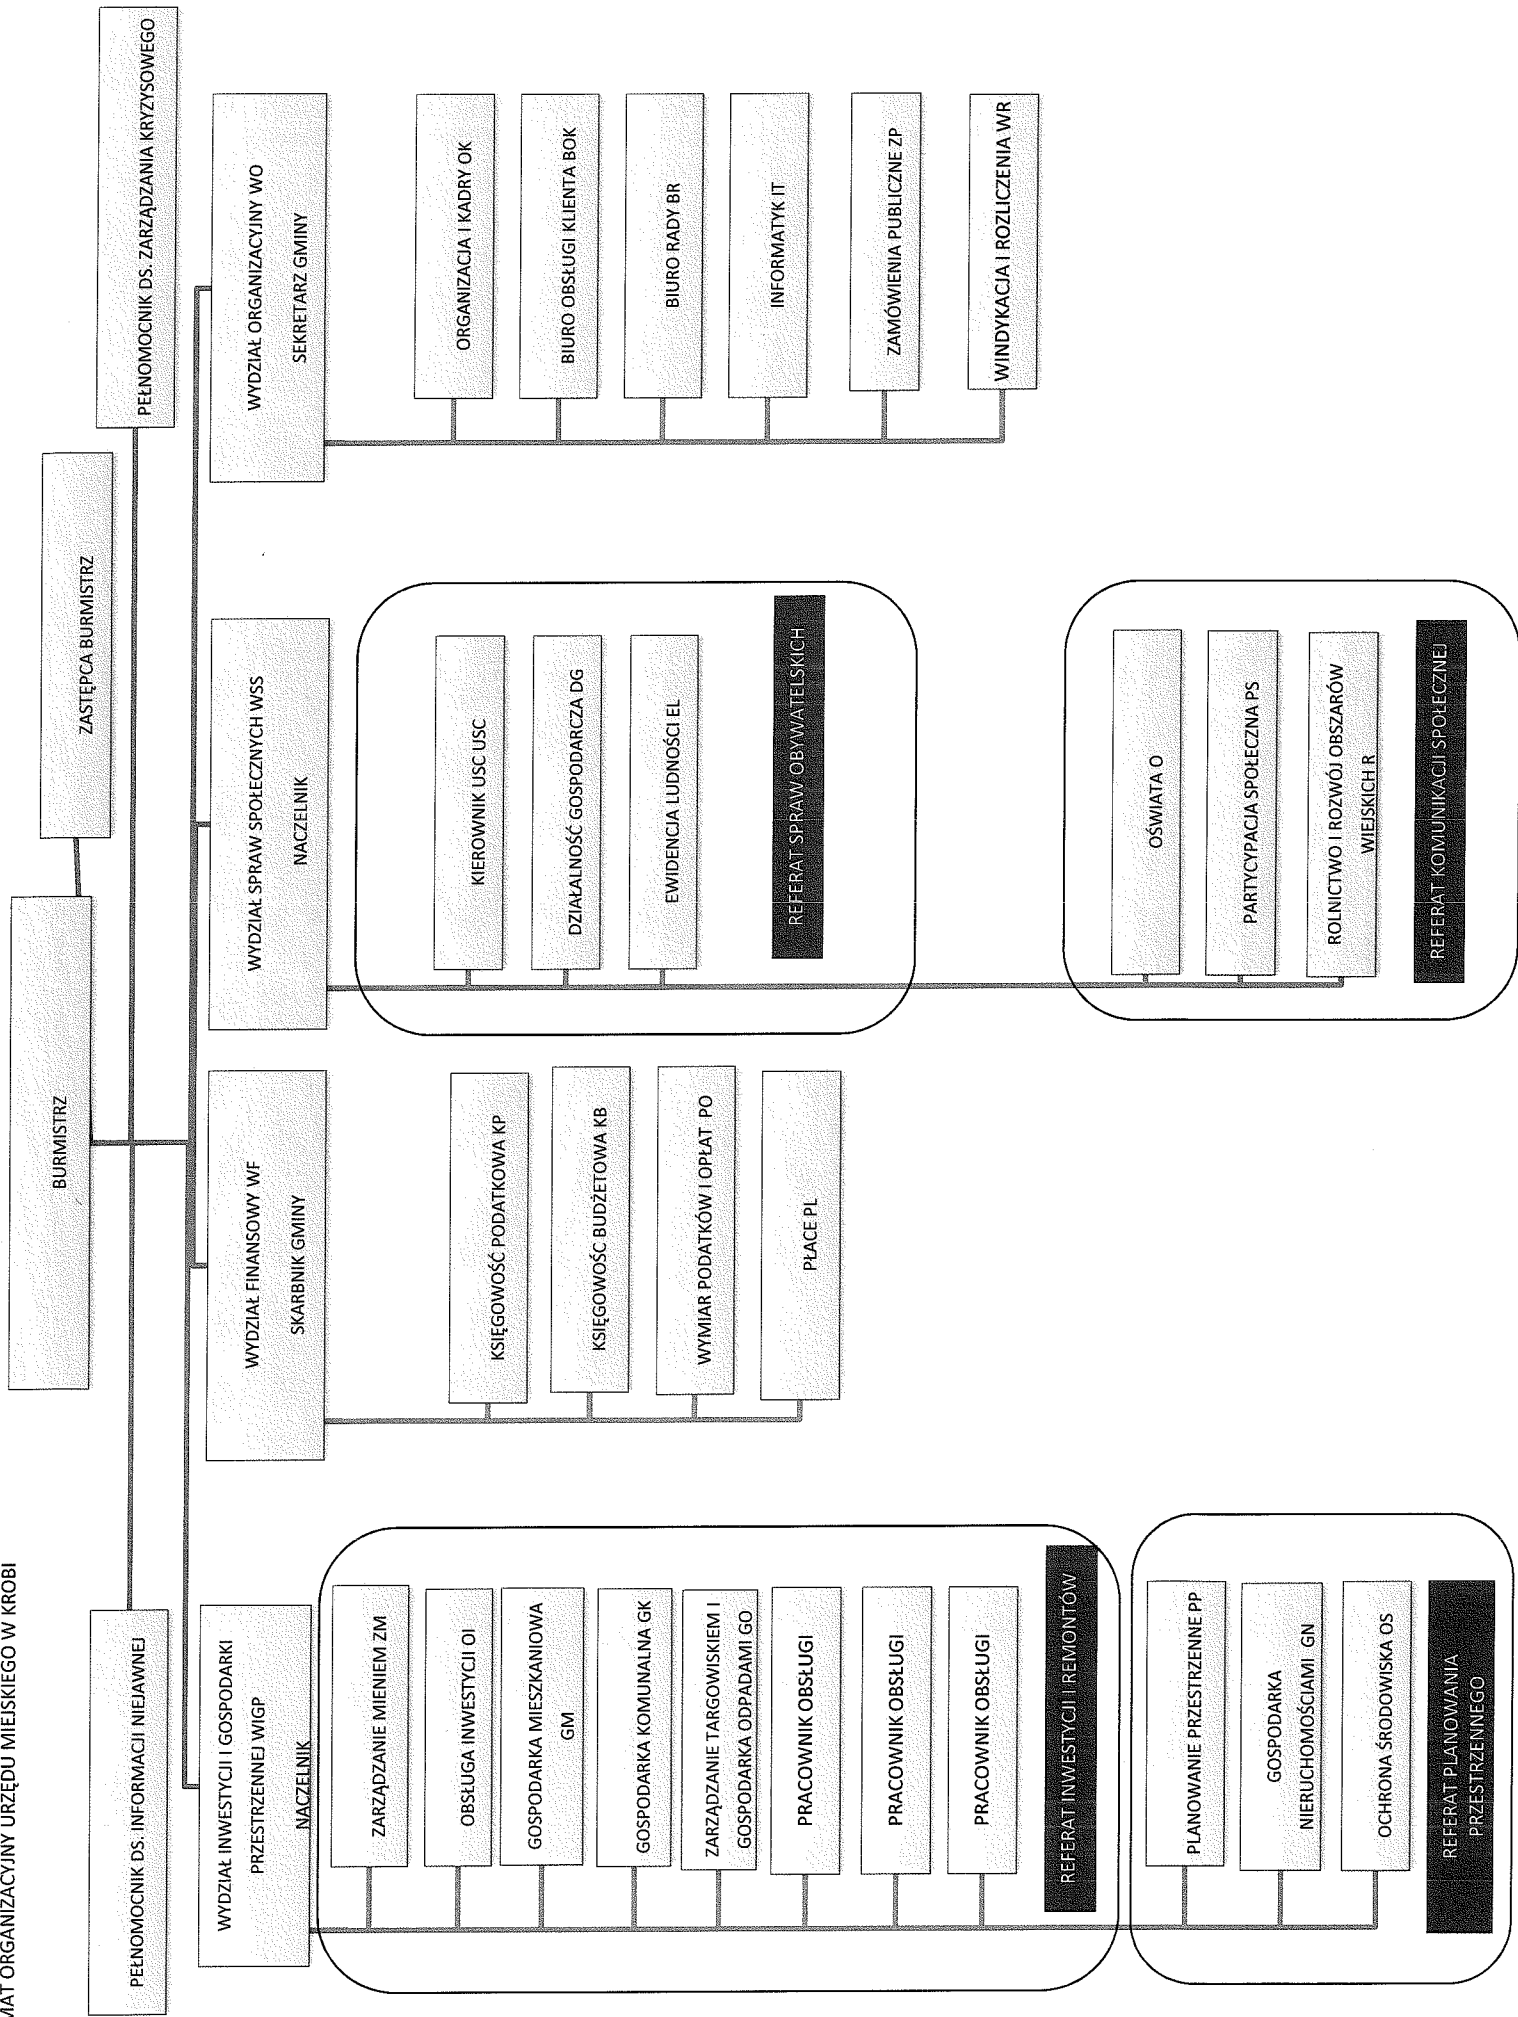 MAT ORGANIZACYJNY URZĘDU MIEJSKIEGO W KROBI
BURMISTRZ
ZASTĘPCA BURMISTRZ
PEŁNOMOCNIK DS. INFORMACJI NIEJAWNEJ
PEŁNOMOCNIK DS. ZARZĄDZANIA KRYZYSOWEGO
WYDZIAŁ INWESTYCJI I GOSPODARKI
PRZESTRZENNEJ WIGP
NACZELNIK
ZARZĄDZANIE MIENIEM ZM
OBSŁUGA INWESTYCJI OI
GOSPODARKA MIESZKANIOWA
GM
GOSPODARKA KOMUNALNA GK
ZARZĄDZANIE TARGOWISKIEM I
GOSPODARKA ODPADAMI GO
PRACOWNIK OBSŁUGI
PRACOWNIK OBSŁUGI
PRACOWNIK OBSŁUGI
REFERAT INWESTYCJI I REMONTÓW
PLANOWANIE PRZESTRZENNE PP
GOSPODARKA
NIERUCHOMOŚCIAMI GN
OCHRONA ŚRODOWISKA OS
REFERAT PLANOWANIA
PRZESTRZENNEGO
WYDZIAŁ FINANSOWY WF
SKARBNIK GMINY
KSIĘGOWOŚĆ PODATKOWA KP
KSIĘGOWOŚC BUDŻETOWA KB
WYMIAR PODATKÓW I OPŁAT PO
PŁACE PL
WYDZIAŁ SPRAW SPOŁECZNYCH WSS
NACZELNIK
KIEROWNIK USC USC
DZIAŁALNOŚĆ GOSPODARCZA DG
EWIDENCJA LUDNOŚCI EL
REFERAT SPRAW OBYWATELSKICH
OŚWIATA O
PARTYCYPACJA SPOŁECZNA PS
ROLNICTWO I ROZWÓJ OBSZARÓW
WIEJSKICH R
REFERAT KOMUNIKACJI SPOŁECZNEJ
WYDZIAŁ ORGANIZACYJNY WO
SEKRETARZ GMINY
ORGANIZACJA I KADRY OK
BIURO OBSŁUGI KLIENTA BOK
BIURO RADY BR
INFORMATYK IT
ZAMÓWIENIA PUBLICZNE ZP
WINDYKACJA I ROZLICZENIA WR